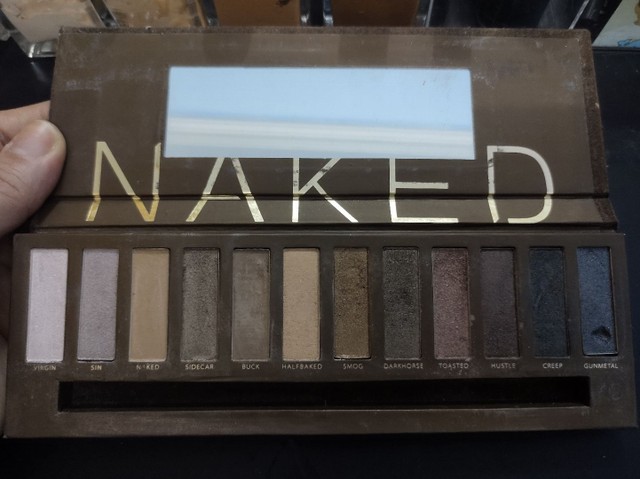 NAKED
VIRGIN SIN NAKED SIDECAR BUCK HALFBAKED SMOG DARKHORSE TOASTED HUSTLE CREEP GUNMETAL